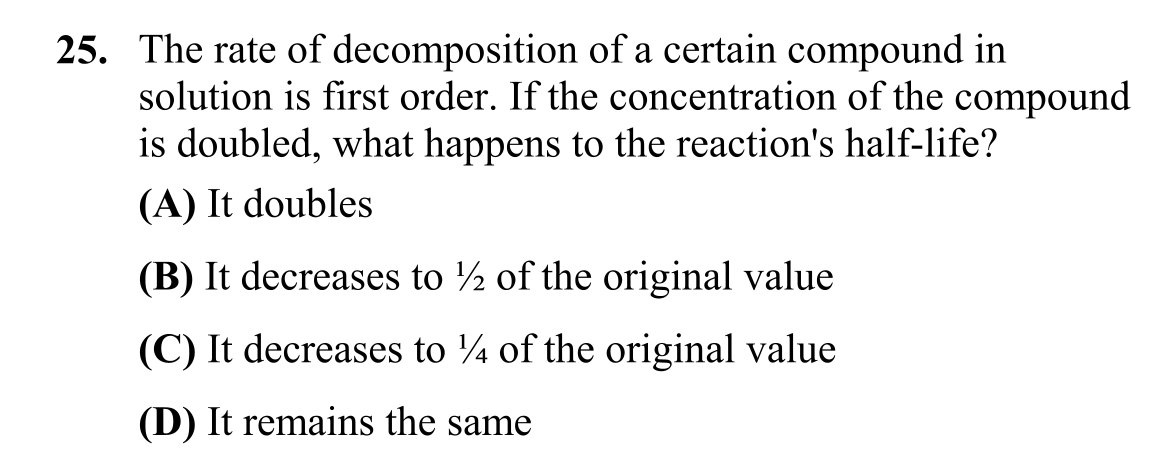 25. The rate of decomposition of a certain compound in
solution is first order. If the concentration of the compound
is doubled, what happens to the reaction's half-life?
(A) It doubles
(B) It decreases to ½ of the original value
(C) It decreases to ¼ of the original value
(D) It remains the same